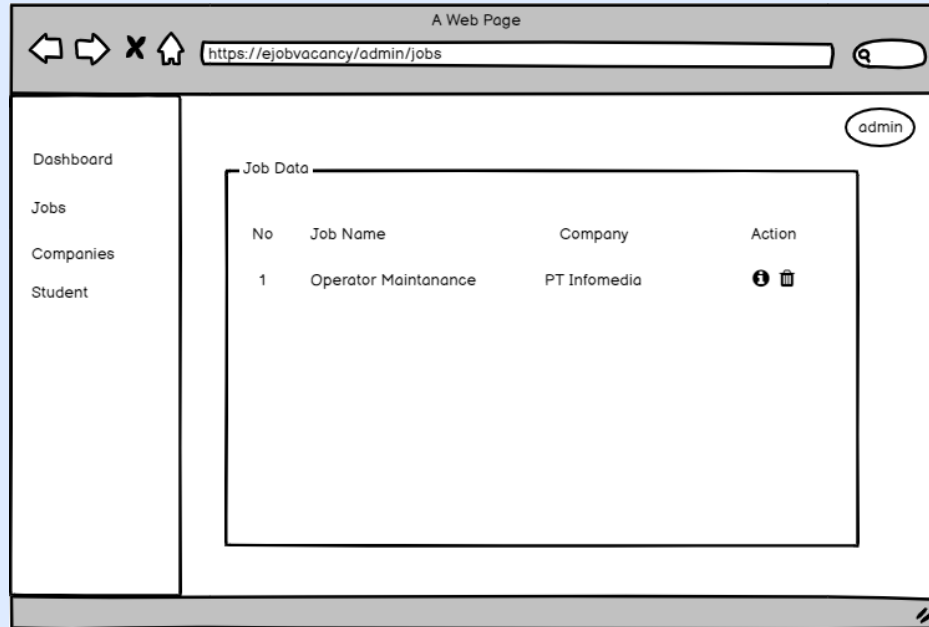 A Web Page
https://ejobvacancy/admin/jobs
admin
Dashboard
Jobs
Companies
Student
Job Data
No Job Name Company Action
1 Operator Maintanance PT Infomedia